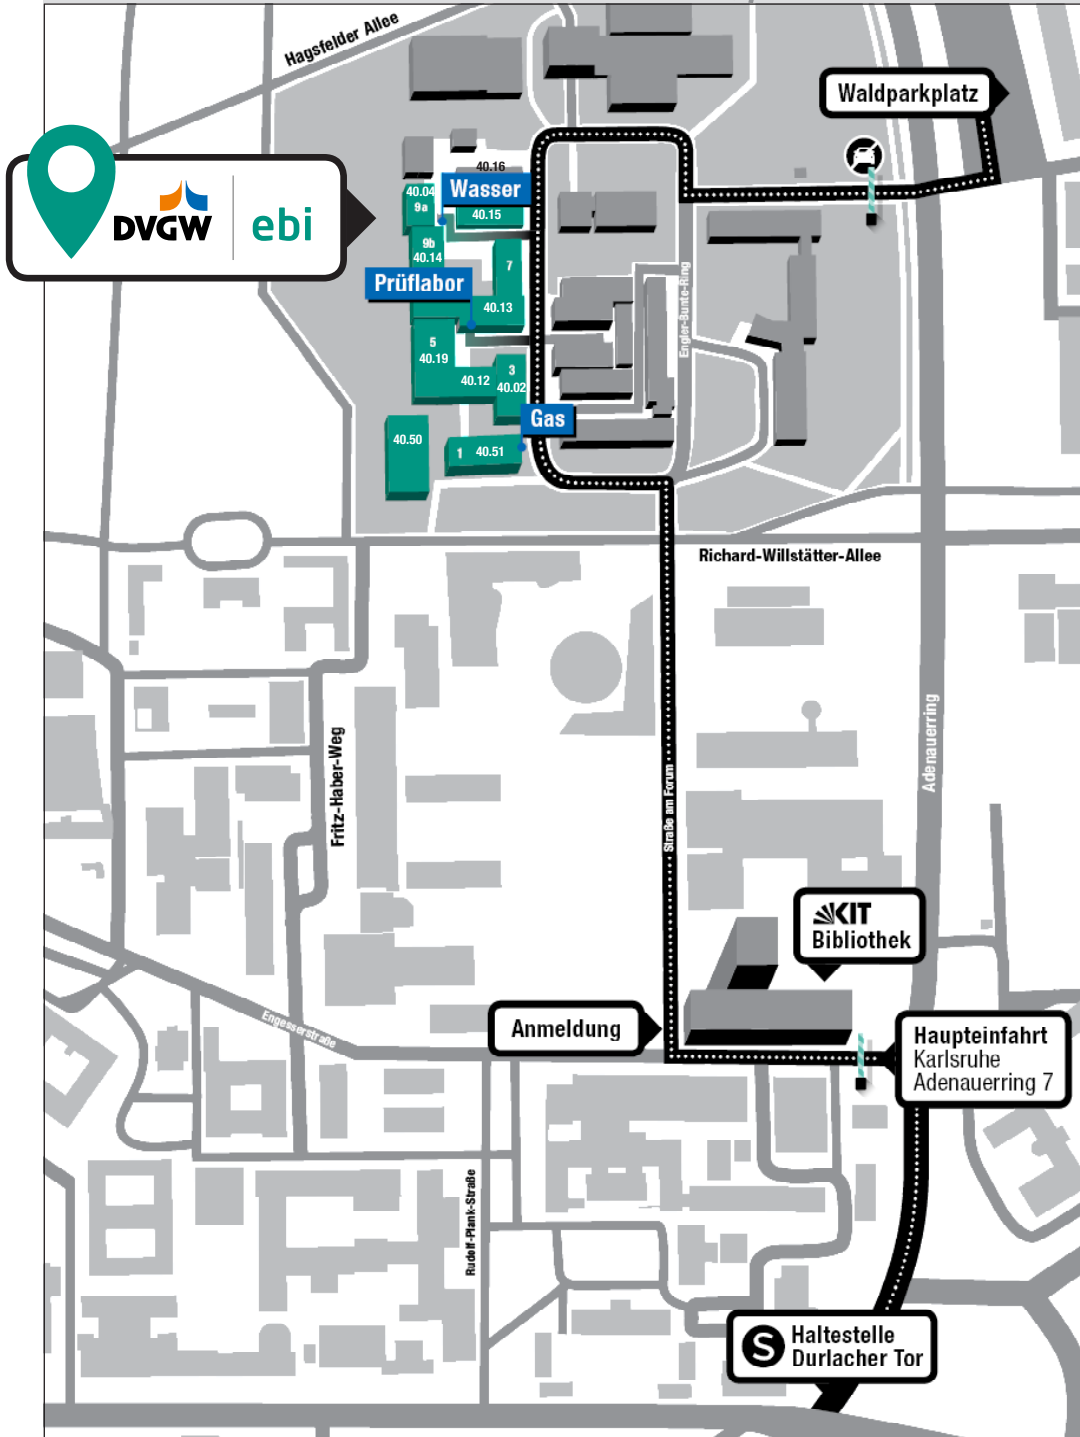 Hagsfelder Allee
Waldparkplatz
DVGW
ebi
40.16
Wasser
40.04
9a
40.15
9b
40.14
Prüflabor
7
40.13
5
40.19
3
40.12
40.02
Gas
40.50
1 40.51
Engler-Bunte-Ring
Richard-Willstätter-Allee
Adenauerring
Fritz-Haber-Weg
Straße am Forum
KIT
Bibliothek
Anmeldung
Engesserstraße
Haupteinfahrt
Karlsruhe
Adenauerring 7
Rudolf-Plank-Straße
S
Haltestelle
Durlacher Tor